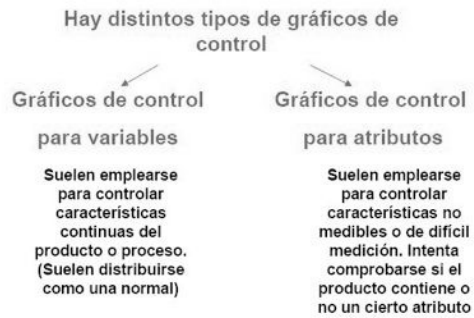 Hay distintos tipos de gráficos de
control
Gráficos de control
para variables
Suelen emplearse
para controlar
características
continuas del
producto o proceso.
(Suelen distribuirse
como una normal)
Gráficos de control
para atributos
Suelen emplearse
para controlar
características no
medibles o de difícil
medición. Intenta
comprobarse si el
producto contiene o
no un cierto atributo